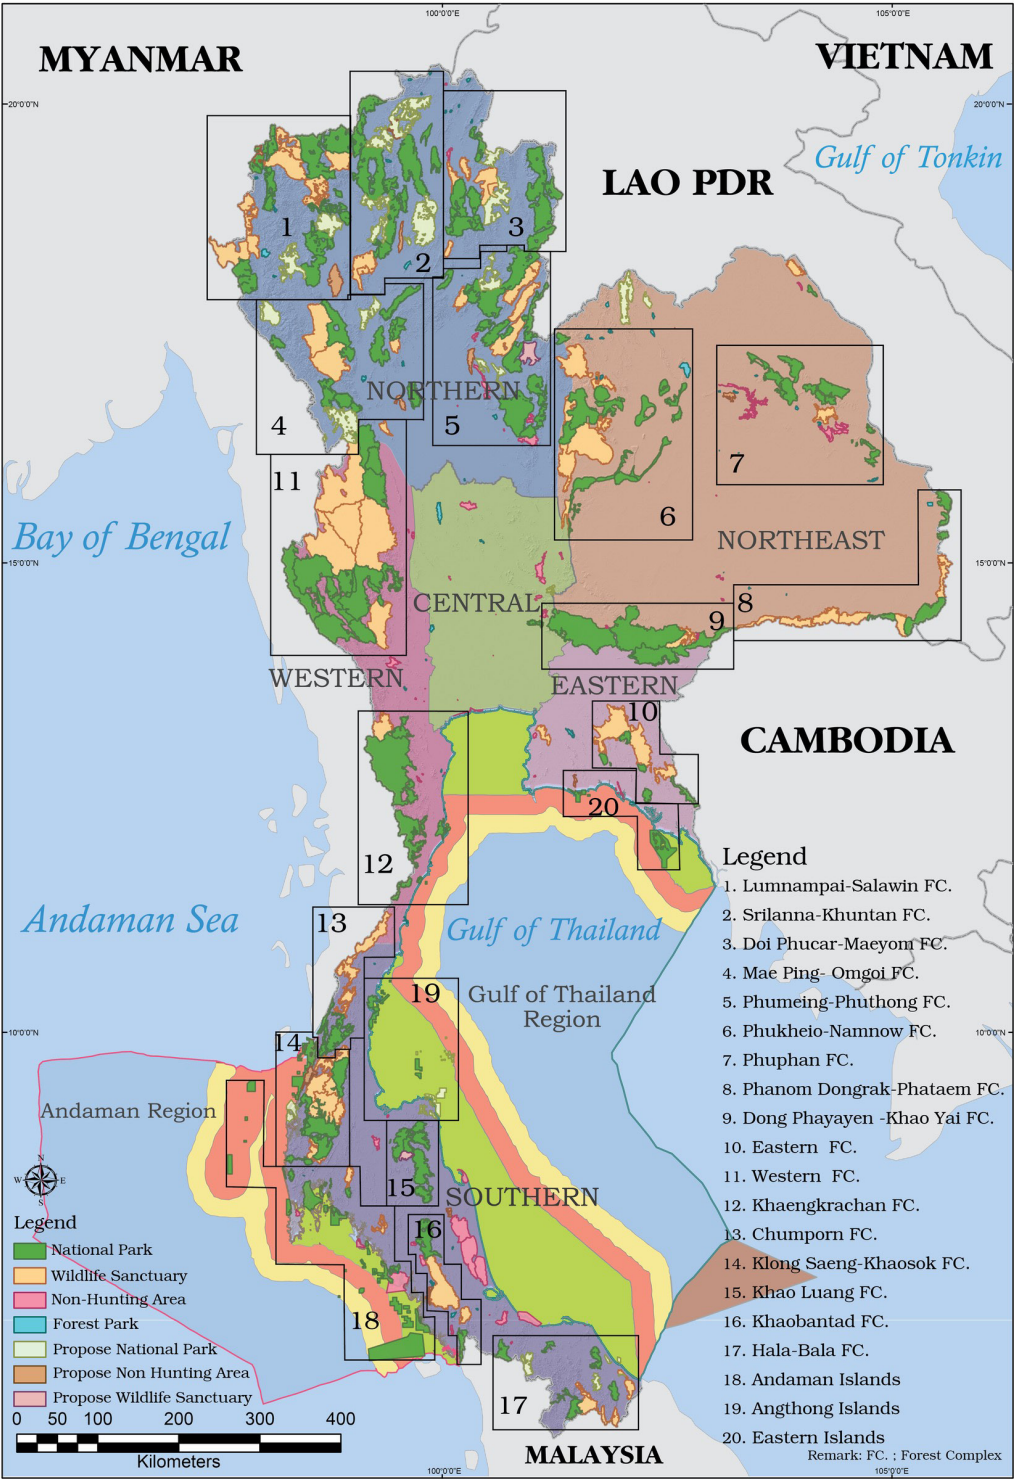 100°0'0"E
105°0'0"E
MYANMAR
VIETNAM
20°0'0"N
20°0'0"N
Gulf of Tonkin
LAO PDR
1
2
3
NORTHERN
4
5
6
7
11
Bay of Bengal
NORTHEAST
15°0'0"N
15°0'0"N
CENTRAL
8
9
WESTERN
EASTERN
10
CAMBODIA
20
12
Andaman Sea
13
Gulf of Thailand
19
Gulf of Thailand
Region
14
10°0'0"N
10°0'0"N
Andaman Region
15
SOUTHERN
16
18
17
MALAYSIA
Legend
1. Lumnampai-Salawin FC.
2. Srilanna-Khuntan FC.
3. Doi Phucar-Maeyom FC.
4. Mae Ping- Omgoi FC.
5. Phumeing-Phuthong FC.
6. Phukheio-Namnow FC.
7. Phuphan FC.
8. Phanom Dongrak-Phataem FC.
9. Dong Phayayen -Khao Yai FC.
10. Eastern FC.
11. Western FC.
12. Khaengkrachan FC.
13. Chumporn FC.
14. Klong Saeng-Khaosok FC.
15. Khao Luang FC.
16. Khaobantad FC.
17. Hala-Bala FC.
18. Andaman Islands
19. Angthong Islands
20. Eastern Islands
Remark: FC. ; Forest Complex
N
W
E
S
Legend
National Park
Wildlife Sanctuary
Non-Hunting Area
Forest Park
Propose National Park
Propose Non Hunting Area
Propose Wildlife Sanctuary
0 50 100 200 300 400
Kilometers
100°0'0"E
105°0'0"E